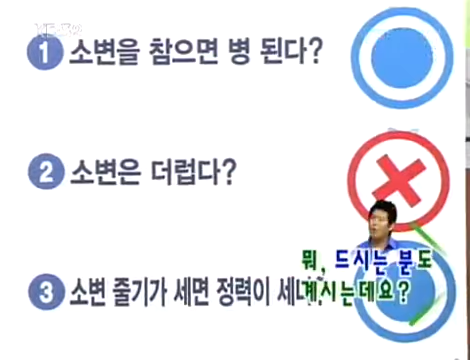 1 소변을 참으면 병 된다?
2 소변은 더럽다?
3 소변 줄기가 세면 정력이
뭐, 드시는 분도
계시는데요?